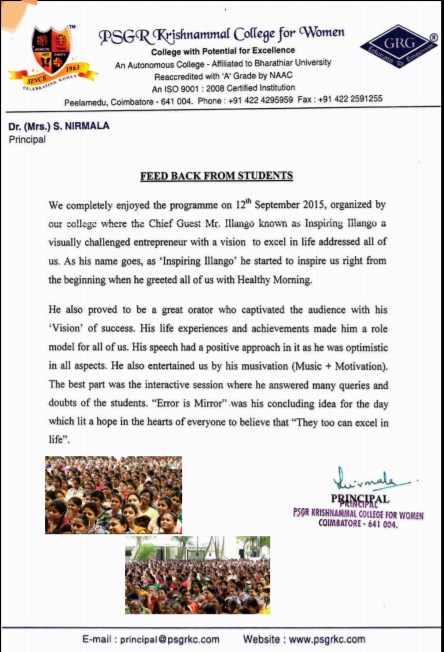 PSGR Krishnammal College for Women
College with Potential for Excellence
An Autonomous College - Affiliated to Bharathiar University
Reaccredited with 'A' Grade by NAAC
An ISO 9001 : 2008 Certified Institution
Peelamedu, Coimbatore - 641 004. Phone : +91 422 4295959 Fax : +91 422 2591255
SINCE 1963
CELEBRATING WOMEN
GRG
Educate To Empower
Dr. (Mrs.) S. NIRMALA
Principal
FEED BACK FROM STUDENTS
We completely enjoyed the programme on 12th September 2015, organized by
our college where the Chief Guest Mr. Illango known as Inspiring Illango a
visually challenged entrepreneur with a vision to excel in life addressed all of
us. As his name goes, as 'Inspiring Illango' he started to inspire us right from
the beginning when he greeted all of us with Healthy Morning.
He also proved to be a great orator who captivated the audience with his
'Vision' of success. His life experiences and achievements made him a role
model for all of us. His speech had a positive approach in it as he was optimistic
in all aspects. He also entertained us by his musivation (Music + Motivation).
The best part was the interactive session where he answered many queries and
doubts of the students. "Error is Mirror" was his concluding idea for the day
which lit a hope in the hearts of everyone to believe that "They too can excel in
life".
PRINCIPAL
PRINCIPAL
PSGR KRISHNAMMAL COLLEGE FOR WOMEN
COIMBATORE - 641 004.
E-mail : principal@psgrkc.com Website : www.psgrkc.com